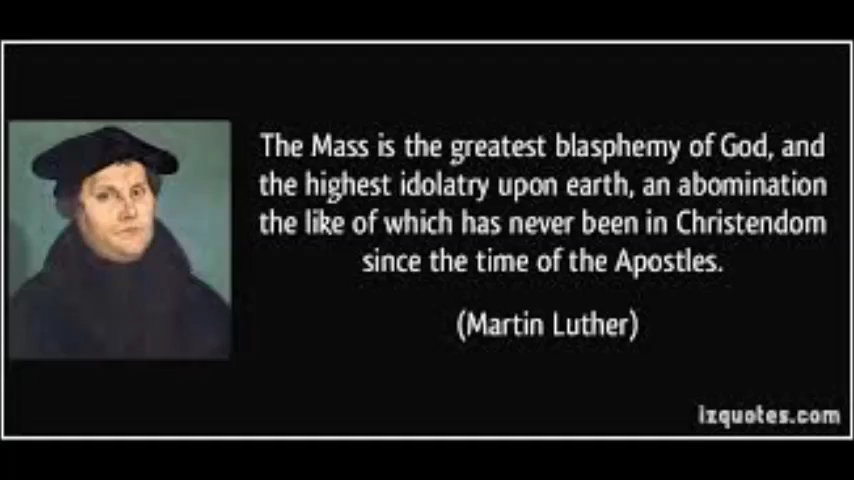 The Mass is the greatest blasphemy of God, and
the highest idolatry upon earth, an abomination
the like of which has never been in Christendom
since the time of the Apostles.
(Martin Luther)
izquotes.com